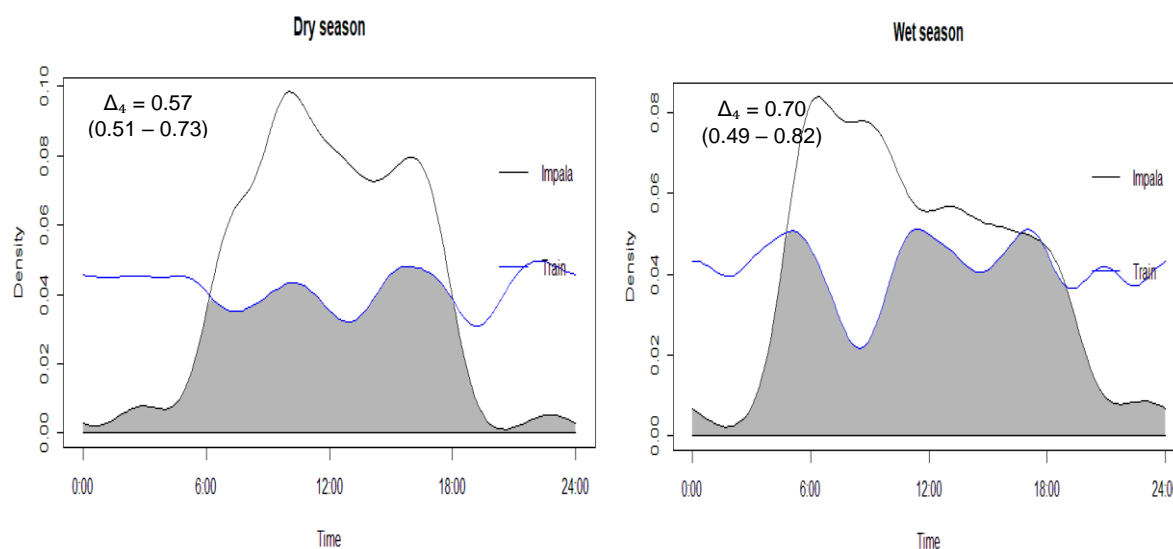 Dry season
Δ₄ = 0.57
(0.51 – 0.73)
Impala
Train
Density
0.10
0.08
0.06
0.04
0.02
0.0
0:00 6:00 12:00 18:00 24:00
Time
Wet season
Δ₄ = 0.70
(0.49 – 0.82)
Impala
Train
Density
0.08
0.06
0.04
0.02
0.00
0:00 6:00 12:00 18:00 24:00
Time